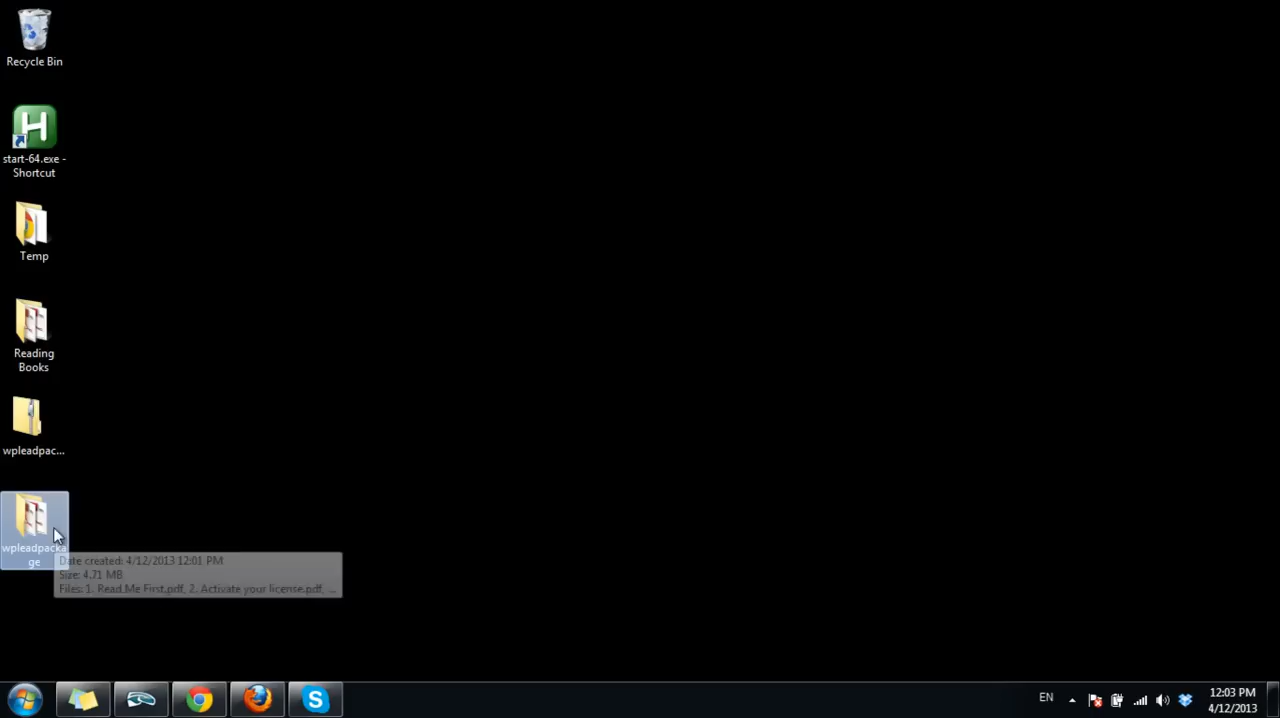 Recycle Bin
start-64.exe -
Shortcut
Temp
Reading
Books
wpleadpac...
wpleadpacka
ge
Date created: 4/12/2013 12:01 PM
Size: 4.71 MB
Files: 1. Read Me First.pdf, 2. Activate your license.pdf, ...
EN
12:03 PM
4/12/2013